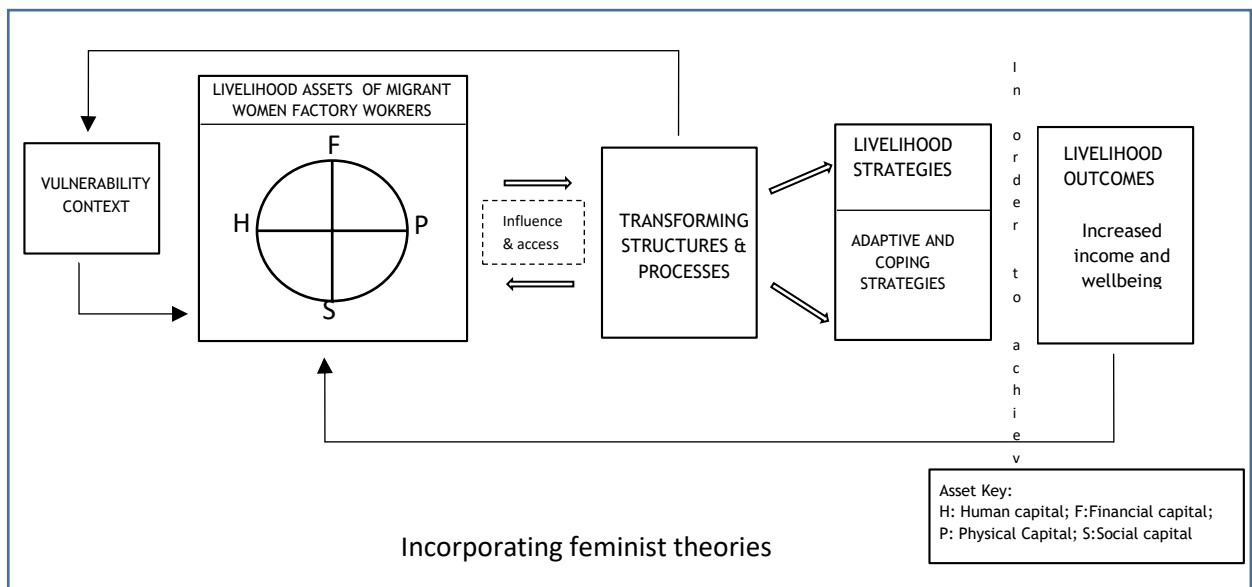 LIVELIHOOD ASSETS OF MIGRANT
WOMEN FACTORY WOKRERS
F
H
P
S
VULNERABILITY
CONTEXT
Influence
& access
TRANSFORMING
STRUCTURES &
PROCESSES
LIVELIHOOD
STRATEGIES
ADAPTIVE AND
COPING
STRATEGIES
In order to achiev
LIVELIHOOD
OUTCOMES
Increased
income and
wellbeing
Asset Key:
H: Human capital; F:Financial capital;
P: Physical Capital; S:Social capital
Incorporating feminist theories